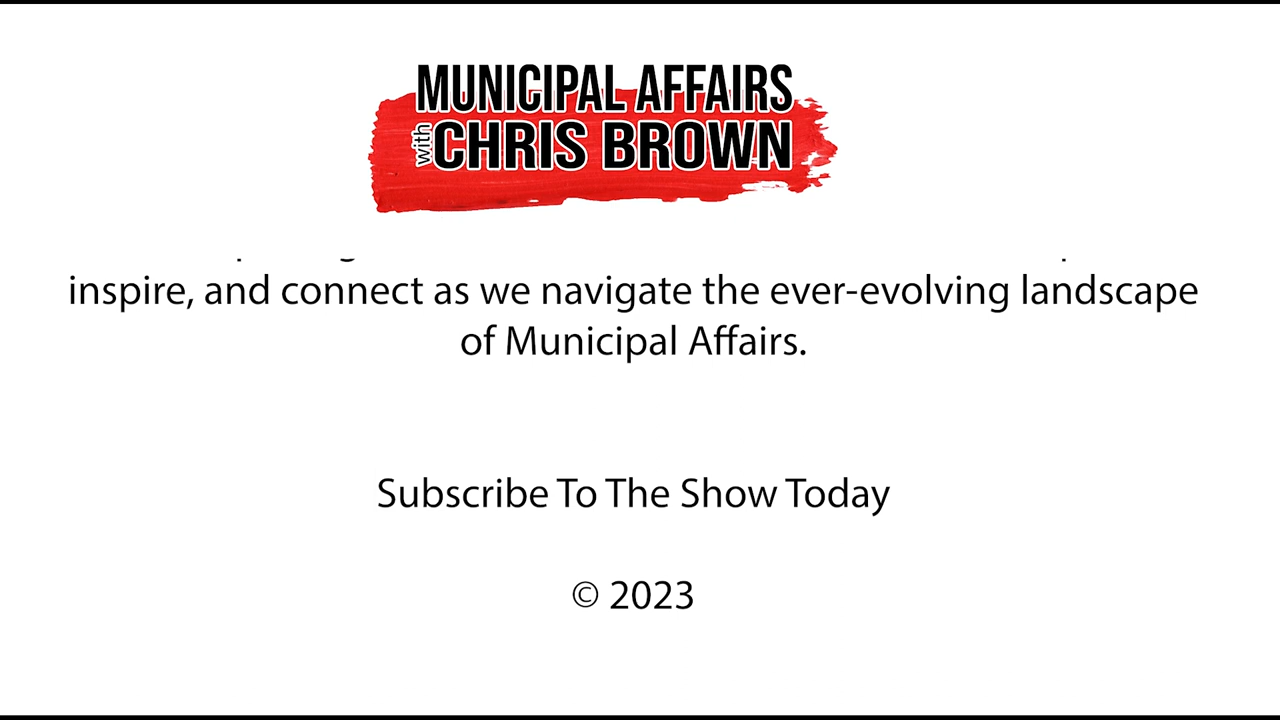 MUNICIPAL AFFAIRS
with CHRIS BROWN
inspire, and connect as we navigate the ever-evolving landscape
of Municipal Affairs.
Subscribe To The Show Today
© 2023